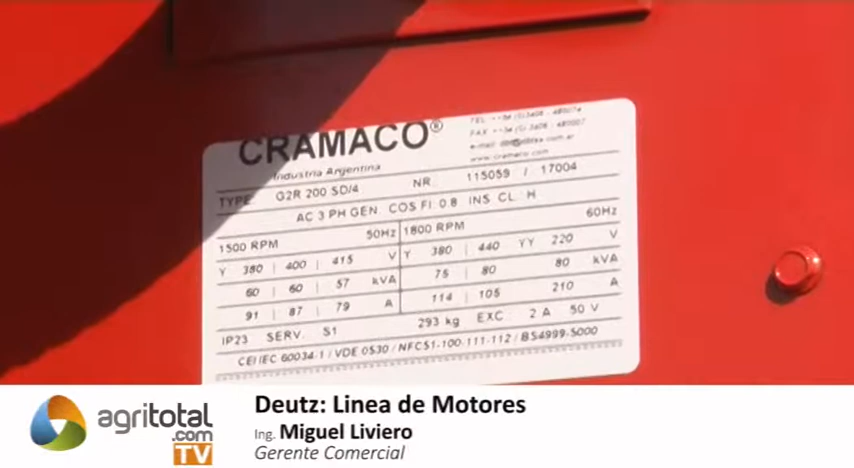 CRAMACO®
Industria Argentina
www.cramaco.com
TYPE G2R 200 SD/4 NR 115059 / 17004
AC 3 PH GEN COS FI 0.8 INS CL H
1500 RPM 50Hz 1800 RPM 60Hz
Y 380 | 400 | 415 V Y 380 | 440 YY 220 V
60 | 60 | 57 kVA 75 | 80 80 kVA
91 | 87 | 79 A 114 | 105 210 A
IP23 SERV. S1 293 kg EXC 2 A 50 V
CEI IEC 60034-1 / VDE 0530 / NFC51-100-111-112 / BS4999-5000
agritotal
.com
TV
Deutz: Linea de Motores
Ing. Miguel Liviero
Gerente Comercial